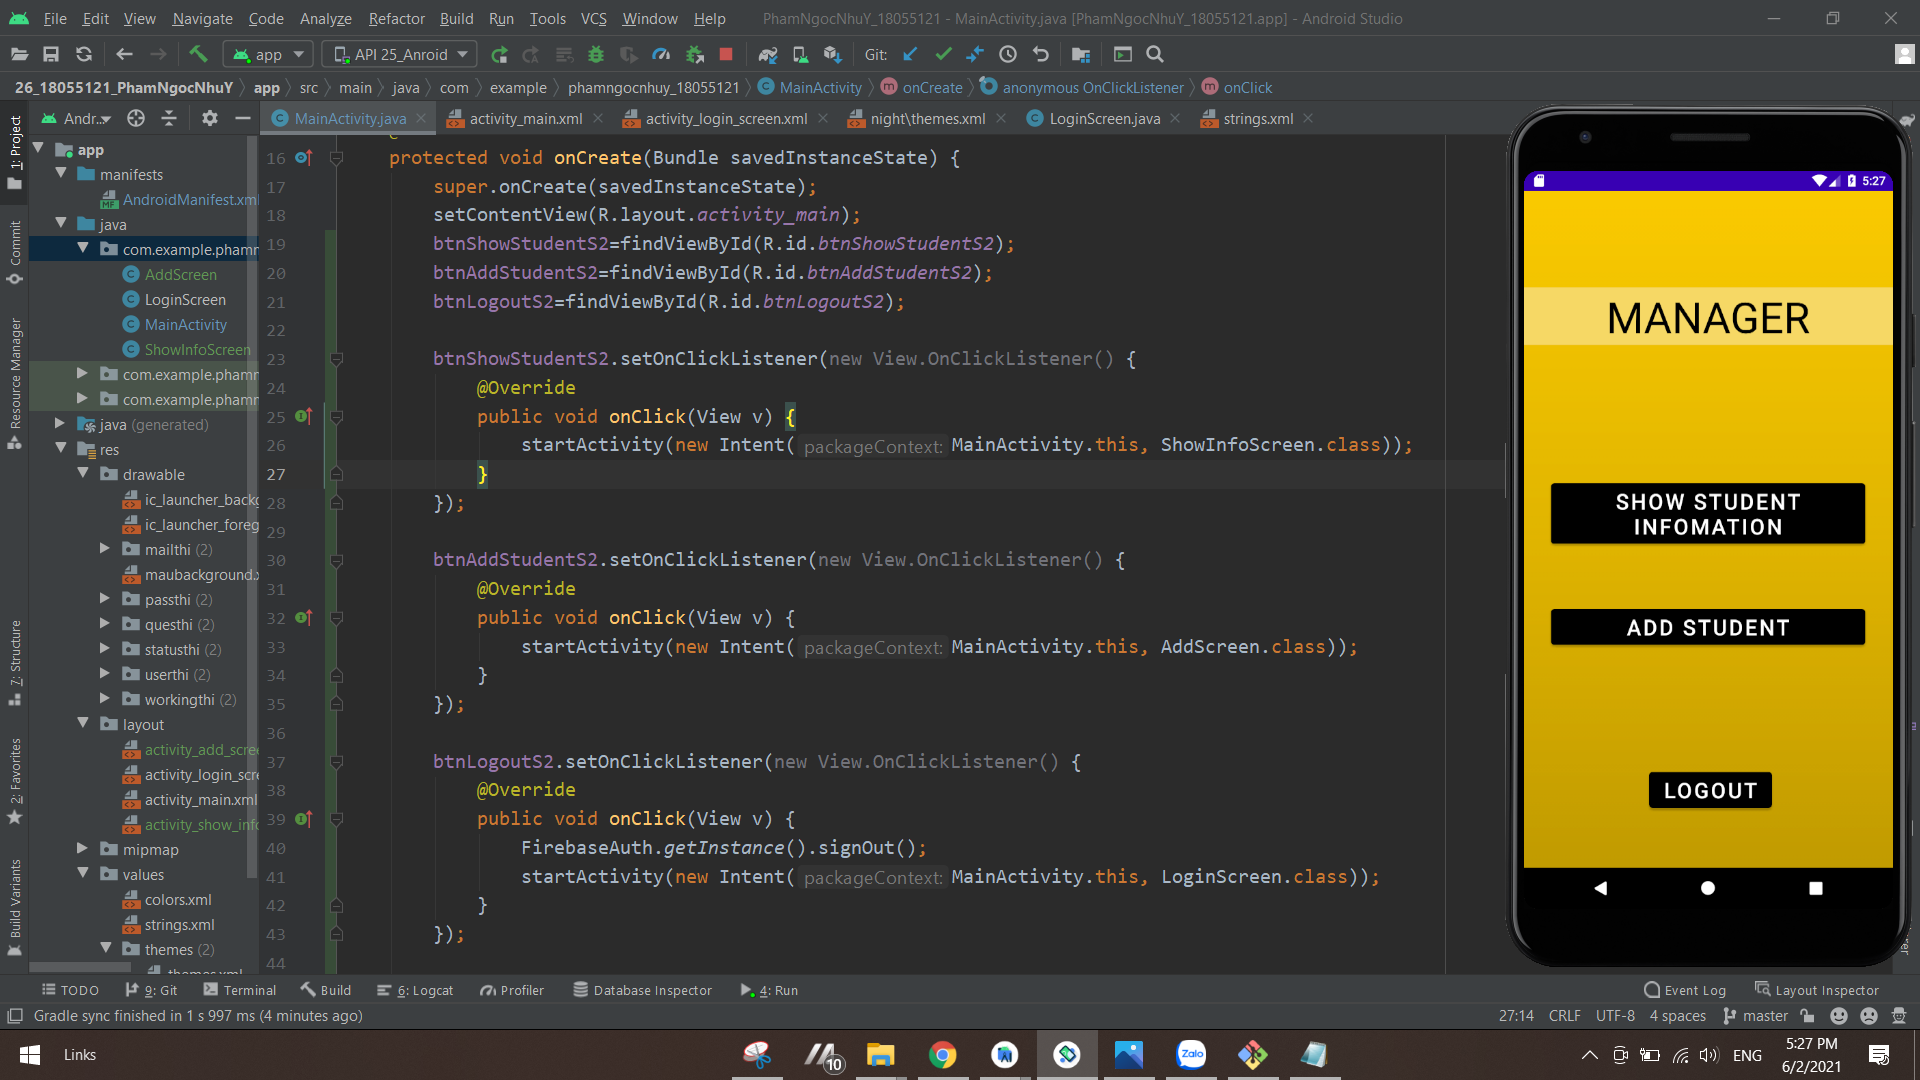 File Edit View Navigate Code Analyze Refactor Build Run Tools VCS Window Help PhamNgocNhuY_18055121 - MainActivity.java [PhamNgocNhuY_18055121.app] - Android Studio
app API 25_Anroid Git:
26_18055121_PhamNgocNhuY app src main java com example phamngocnhuy_18055121 MainActivity onCreate anonymous OnClickListener onClick
Andr... MainActivity.java activity_main.xml activity_login_screen.xml night\themes.xml LoginScreen.java strings.xml
1: Project
Commit
Resource Manager
7: Structure
2: Favorites
Build Variants
app
manifests
AndroidManifest.xml
java
com.example.phamn
AddScreen
LoginScreen
MainActivity
ShowInfoScreen
com.example.phamn
com.example.phamn
java (generated)
res
drawable
ic_launcher_backg
ic_launcher_foreg
mailthi (2)
maubackground.x
passthi (2)
questhi (2)
statusthi (2)
userthi (2)
workingthi (2)
layout
activity_add_scree
activity_login_scre
activity_main.xml
activity_show_info
mipmap
values
colors.xml
strings.xml
themes (2)
themes.xml
16 protected void onCreate(Bundle savedInstanceState) {
17 super.onCreate(savedInstanceState);
18 setContentView(R.layout.activity_main);
19 btnShowStudentS2=findViewById(R.id.btnShowStudentS2);
20 btnAddStudentS2=findViewById(R.id.btnAddStudentS2);
21 btnLogoutS2=findViewById(R.id.btnLogoutS2);
22
23 btnShowStudentS2.setOnClickListener(new View.OnClickListener() {
24 @Override
25 public void onClick(View v) {
26 startActivity(new Intent( packageContext: MainActivity.this, ShowInfoScreen.class));
27 }
28 });
29
30 btnAddStudentS2.setOnClickListener(new View.OnClickListener() {
31 @Override
32 public void onClick(View v) {
33 startActivity(new Intent( packageContext: MainActivity.this, AddScreen.class));
34 }
35 });
36
37 btnLogoutS2.setOnClickListener(new View.OnClickListener() {
38 @Override
39 public void onClick(View v) {
40 FirebaseAuth.getInstance().signOut();
41 startActivity(new Intent( packageContext: MainActivity.this, LoginScreen.class));
42 }
43 });
44
5:27
MANAGER
SHOW STUDENT
INFOMATION
ADD STUDENT
LOGOUT
TODO 9: Git Terminal Build 6: Logcat Profiler Database Inspector 4: Run Event Log Layout Inspector
Gradle sync finished in 1 s 997 ms (4 minutes ago) 27:14 CRLF UTF-8 4 spaces master
Links 10 Zalo ENG 5:27 PM
6/2/2021